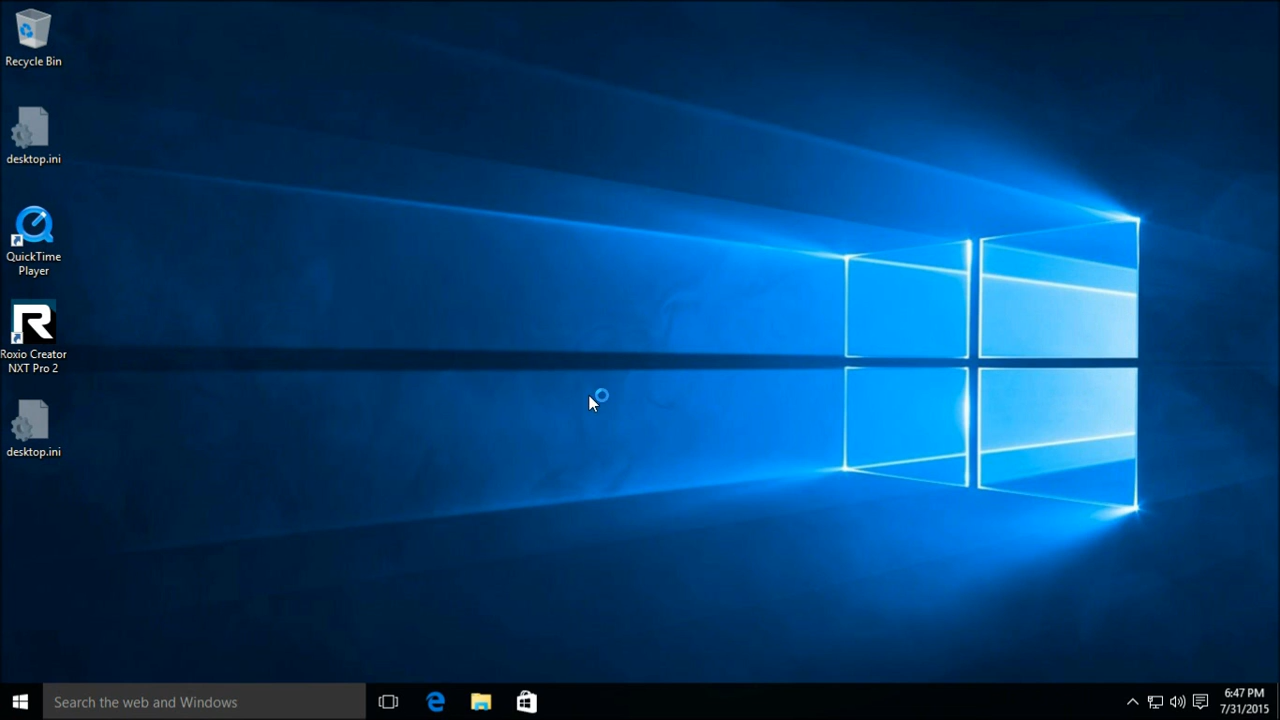 Recycle Bin
desktop.ini
QuickTime
Player
Roxio Creator
NXT Pro 2
desktop.ini
Search the web and Windows
6:47 PM
7/31/2015